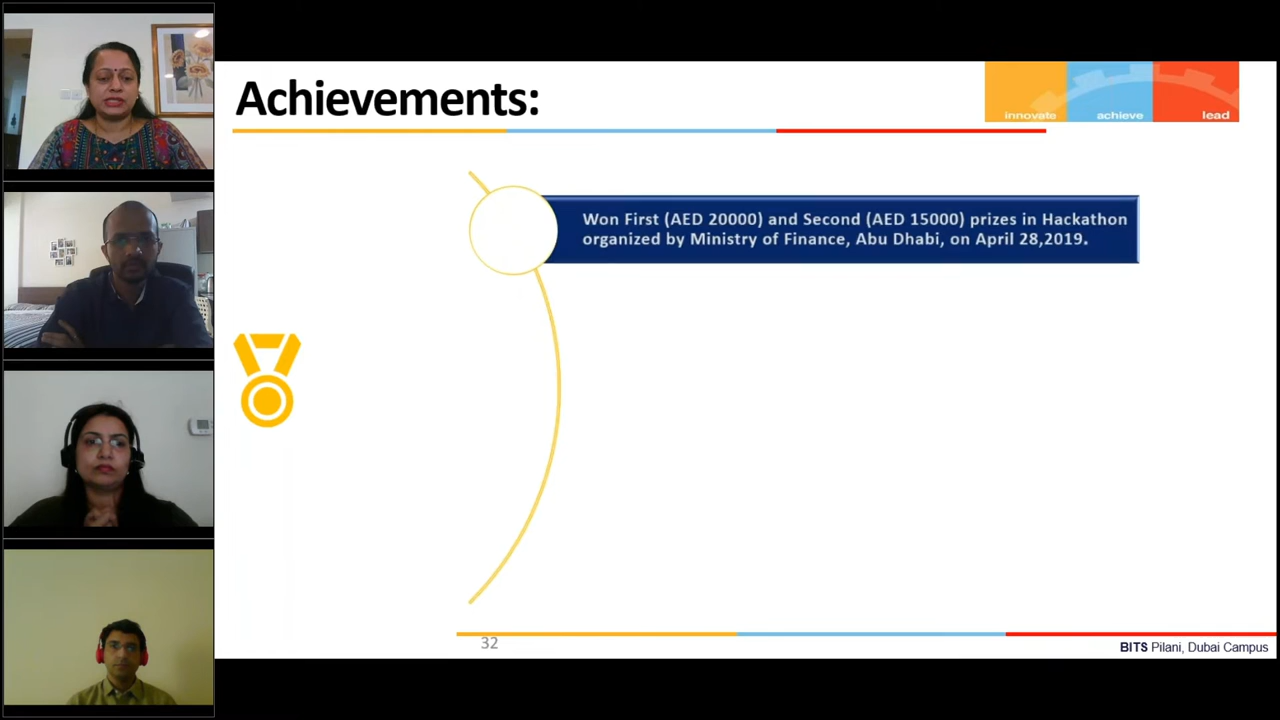 Achievements:
innovate achieve lead
Won First (AED 20000) and Second (AED 15000) prizes in Hackathon
organized by Ministry of Finance, Abu Dhabi, on April 28,2019.
32
BITS Pilani, Dubai Campus